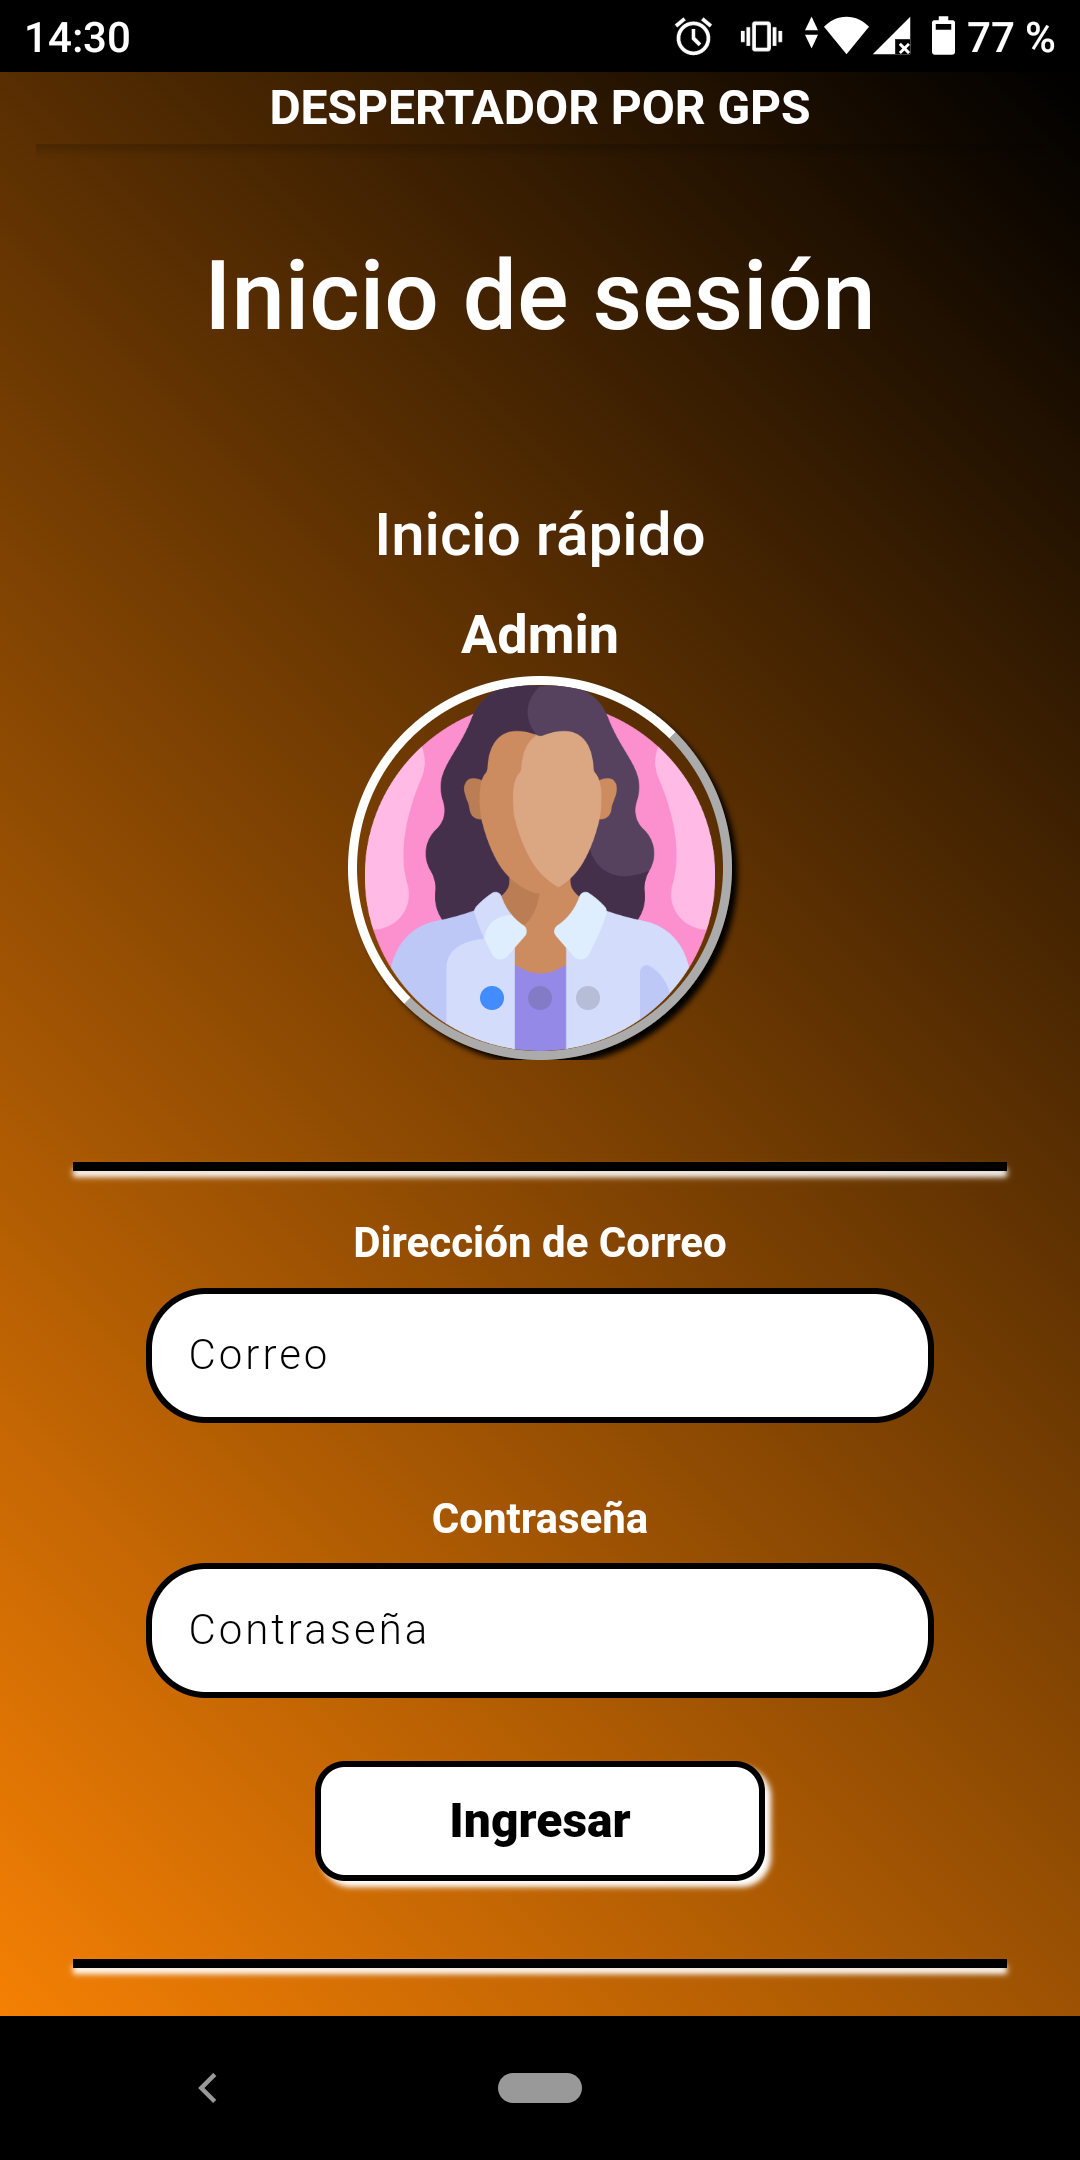 14:30
77 %
DESPERTADOR POR GPS
Inicio de sesión
Inicio rápido
Admin
Dirección de Correo
Correo
Contraseña
Contraseña
Ingresar